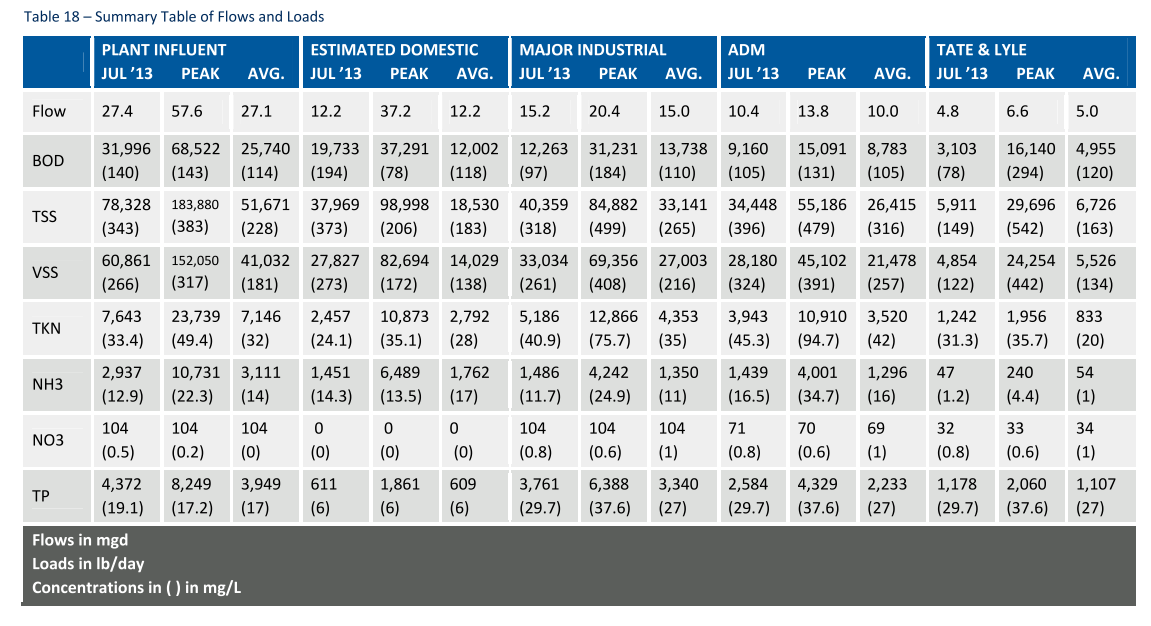 Table 18 – Summary Table of Flows and Loads
PLANT INFLUENT ESTIMATED DOMESTIC MAJOR INDUSTRIAL ADM TATE & LYLE
JUL ’13 PEAK AVG. JUL ’13 PEAK AVG. JUL ’13 PEAK AVG. JUL ’13 PEAK AVG. JUL ’13 PEAK AVG.
Flow 27.4 57.6 27.1 12.2 37.2 12.2 15.2 20.4 15.0 10.4 13.8 10.0 4.8 6.6 5.0
BOD 31,996 68,522 25,740 19,733 37,291 12,002 12,263 31,231 13,738 9,160 15,091 8,783 3,103 16,140 4,955
(140) (143) (114) (194) (78) (118) (97) (184) (110) (105) (131) (105) (78) (294) (120)
TSS 78,328 183,880 51,671 37,969 98,998 18,530 40,359 84,882 33,141 34,448 55,186 26,415 5,911 29,696 6,726
(343) (383) (228) (373) (206) (183) (318) (499) (265) (396) (479) (316) (149) (542) (163)
VSS 60,861 152,050 41,032 27,827 82,694 14,029 33,034 69,356 27,003 28,180 45,102 21,478 4,854 24,254 5,526
(266) (317) (181) (273) (172) (138) (261) (408) (216) (324) (391) (257) (122) (442) (134)
TKN 7,643 23,739 7,146 2,457 10,873 2,792 5,186 12,866 4,353 3,943 10,910 3,520 1,242 1,956 833
(33.4) (49.4) (32) (24.1) (35.1) (28) (40.9) (75.7) (35) (45.3) (94.7) (42) (31.3) (35.7) (20)
NH3 2,937 10,731 3,111 1,451 6,489 1,762 1,486 4,242 1,350 1,439 4,001 1,296 47 240 54
(12.9) (22.3) (14) (14.3) (13.5) (17) (11.7) (24.9) (11) (16.5) (34.7) (16) (1.2) (4.4) (1)
NO3 104 104 104 0 0 0 104 104 104 71 70 69 32 33 34
(0.5) (0.2) (0) (0) (0) (0) (0.8) (0.6) (1) (0.8) (0.6) (1) (0.8) (0.6) (1)
TP 4,372 8,249 3,949 611 1,861 609 3,761 6,388 3,340 2,584 4,329 2,233 1,178 2,060 1,107
(19.1) (17.2) (17) (6) (6) (6) (29.7) (37.6) (27) (29.7) (37.6) (27) (29.7) (37.6) (27)
Flows in mgd
Loads in lb/day
Concentrations in ( ) in mg/L